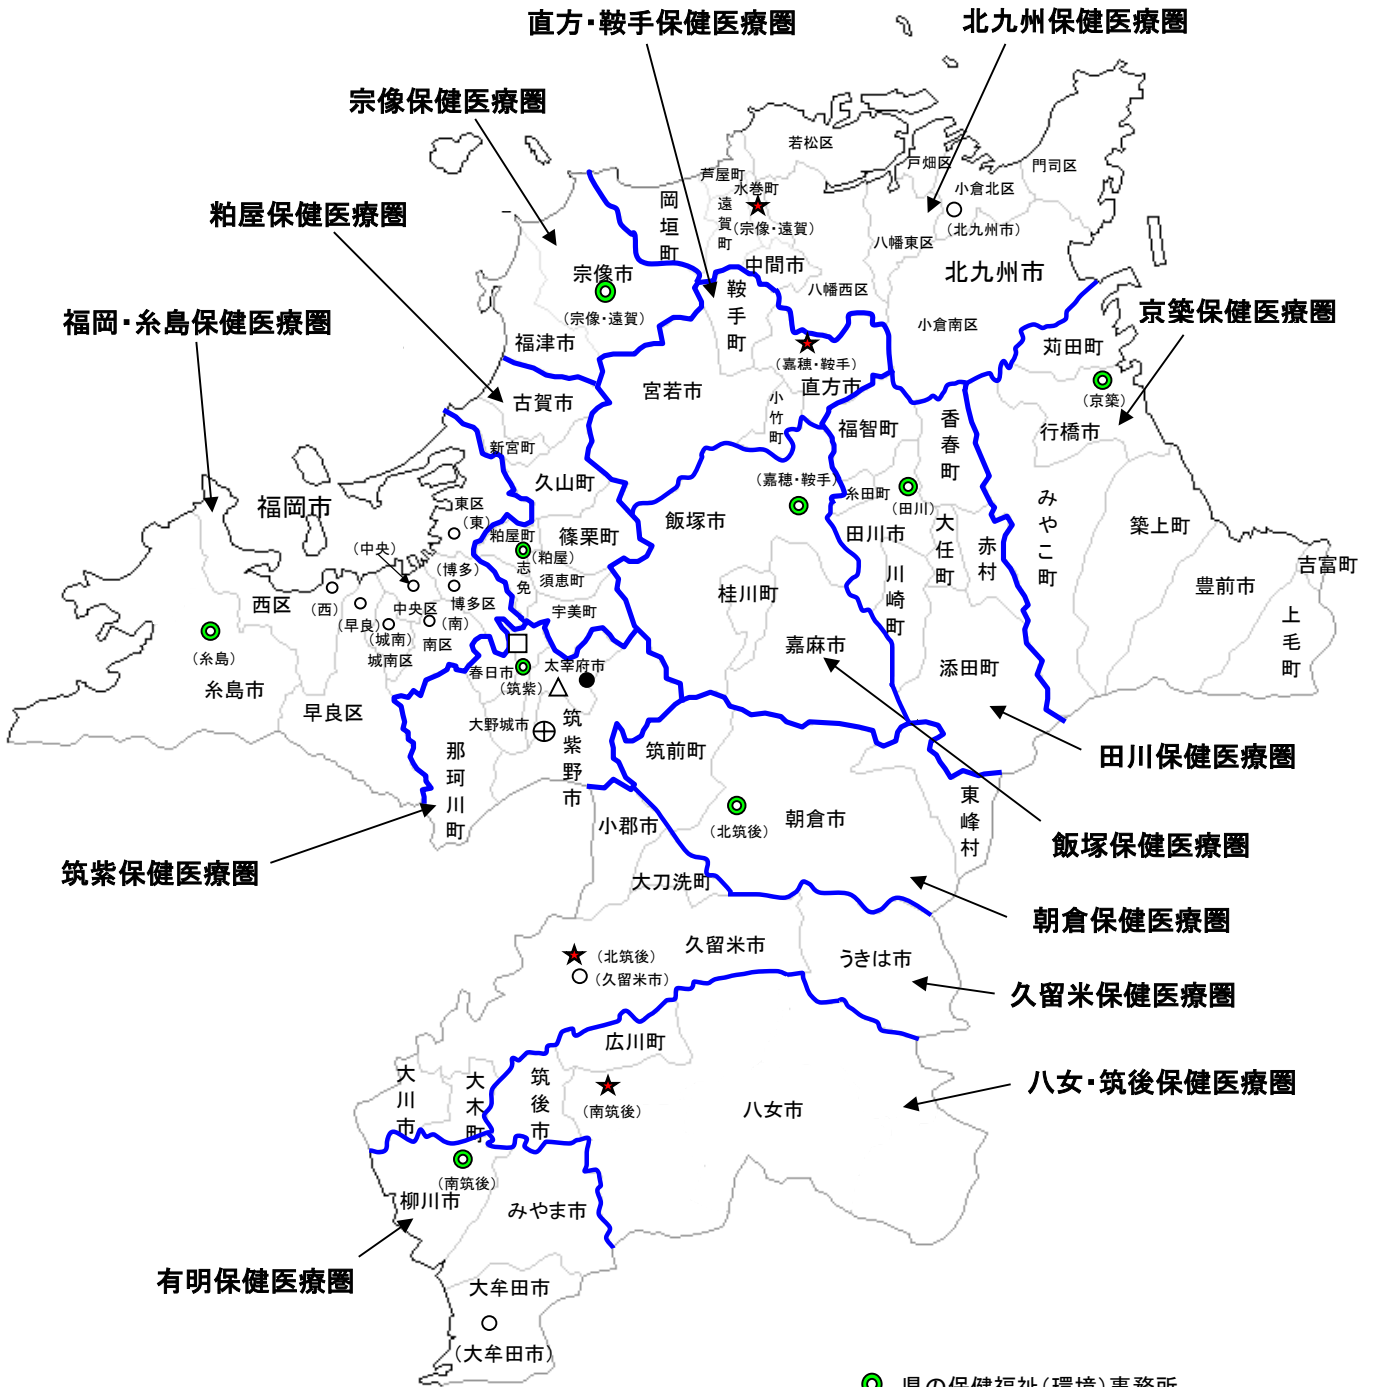 直方・鞍手保健医療圏
北九州保健医療圏
宗像保健医療圏
粕屋保健医療圏
福岡・糸島保健医療圏
京築保健医療圏
若松区
戸畑区
門司区
芦屋町
水巻町
小倉北区
岡垣町
遠賀町
(宗像・遠賀)
(北九州市)
八幡東区
中間市
北九州市
宗像市
八幡西区
鞍手町
(宗像・遠賀)
小倉南区
福津市
苅田町
(嘉穂・鞍手)
直方市
宮若市
(京築)
古賀市
小竹町
福智町
香春町
行橋市
新宮町
久山町
(嘉穂・鞍手)
糸田町
(田川)
みやこ町
福岡市
東区
(東)
飯塚市
築上町
粕屋町
篠栗町
田川市
大任町
赤村
(中央)
(粕屋)
志免
須恵町
吉富町
(博多)
川崎町
桂川町
豊前市
西区
(西)
中央区
博多区
宇美町
上毛町
(早良)
(南)
(城南)
南区
嘉麻市
城南区
(糸島)
春日市
太宰府市
添田町
糸島市
(筑紫)
早良区
大野城市
筑紫野市
那珂川町
筑前町
田川保健医療圏
東峰村
小郡市
(北筑後)
朝倉市
飯塚保健医療圏
筑紫保健医療圏
大刀洗町
朝倉保健医療圏
久留米市
(北筑後)
うきは市
(久留米市)
久留米保健医療圏
広川町
大川市
大木町
筑後市
八女・筑後保健医療圏
(南筑後)
八女市
(南筑後)
柳川市
みやま市
有明保健医療圏
大牟田市
(大牟田市)
県の保健福祉(環境)事務所